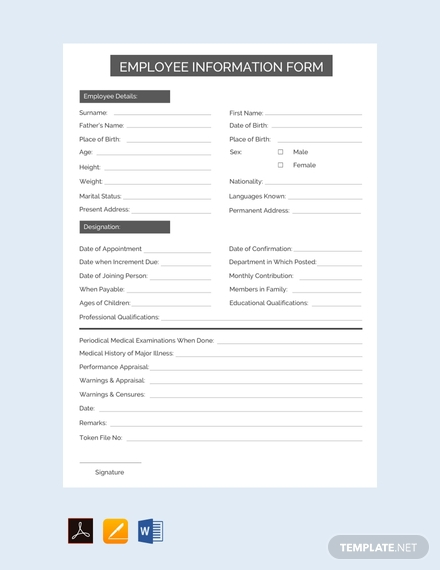 EMPLOYEE INFORMATION FORM
Employee Details:
Surname: First Name:
Father's Name: Date of Birth:
Place of Birth: Place of Birth:
Age: Sex: Male
Height: Female
Weight: Nationality:
Marital Status: Languages Known:
Present Address: Permanent Address:
Designation:
Date of Appointment Date of Confirmation:
Date when Increment Due: Department in Which Posted:
Date of Joining Person: Monthly Contribution:
When Payable: Members in Family:
Ages of Children: Educational Qualifications:
Professional Qualifications:
Periodical Medical Examinations When Done:
Medical History of Major Illness:
Performance Appraisal:
Warnings & Appraisal:
Warnings & Censures:
Date:
Remarks:
Token File No:
Signature
W
TEMPLATE.NET